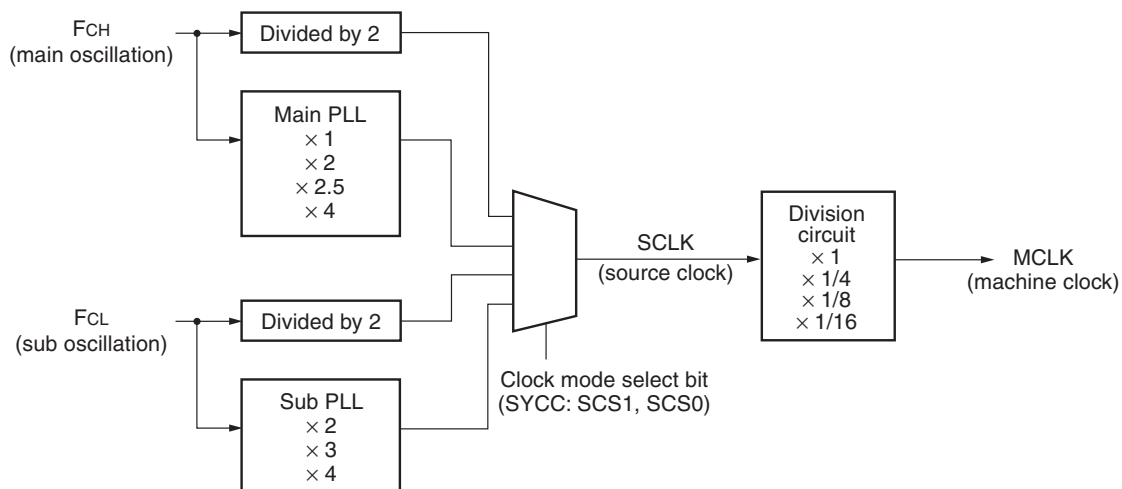 FCH
(main oscillation)
Divided by 2
Main PLL
× 1
× 2
× 2.5
× 4
FCL
(sub oscillation)
Divided by 2
Sub PLL
× 2
× 3
× 4
Clock mode select bit
(SYCC: SCS1, SCS0)
SCLK
(source clock)
Division
circuit
× 1
× 1/4
× 1/8
× 1/16
MCLK
(machine clock)